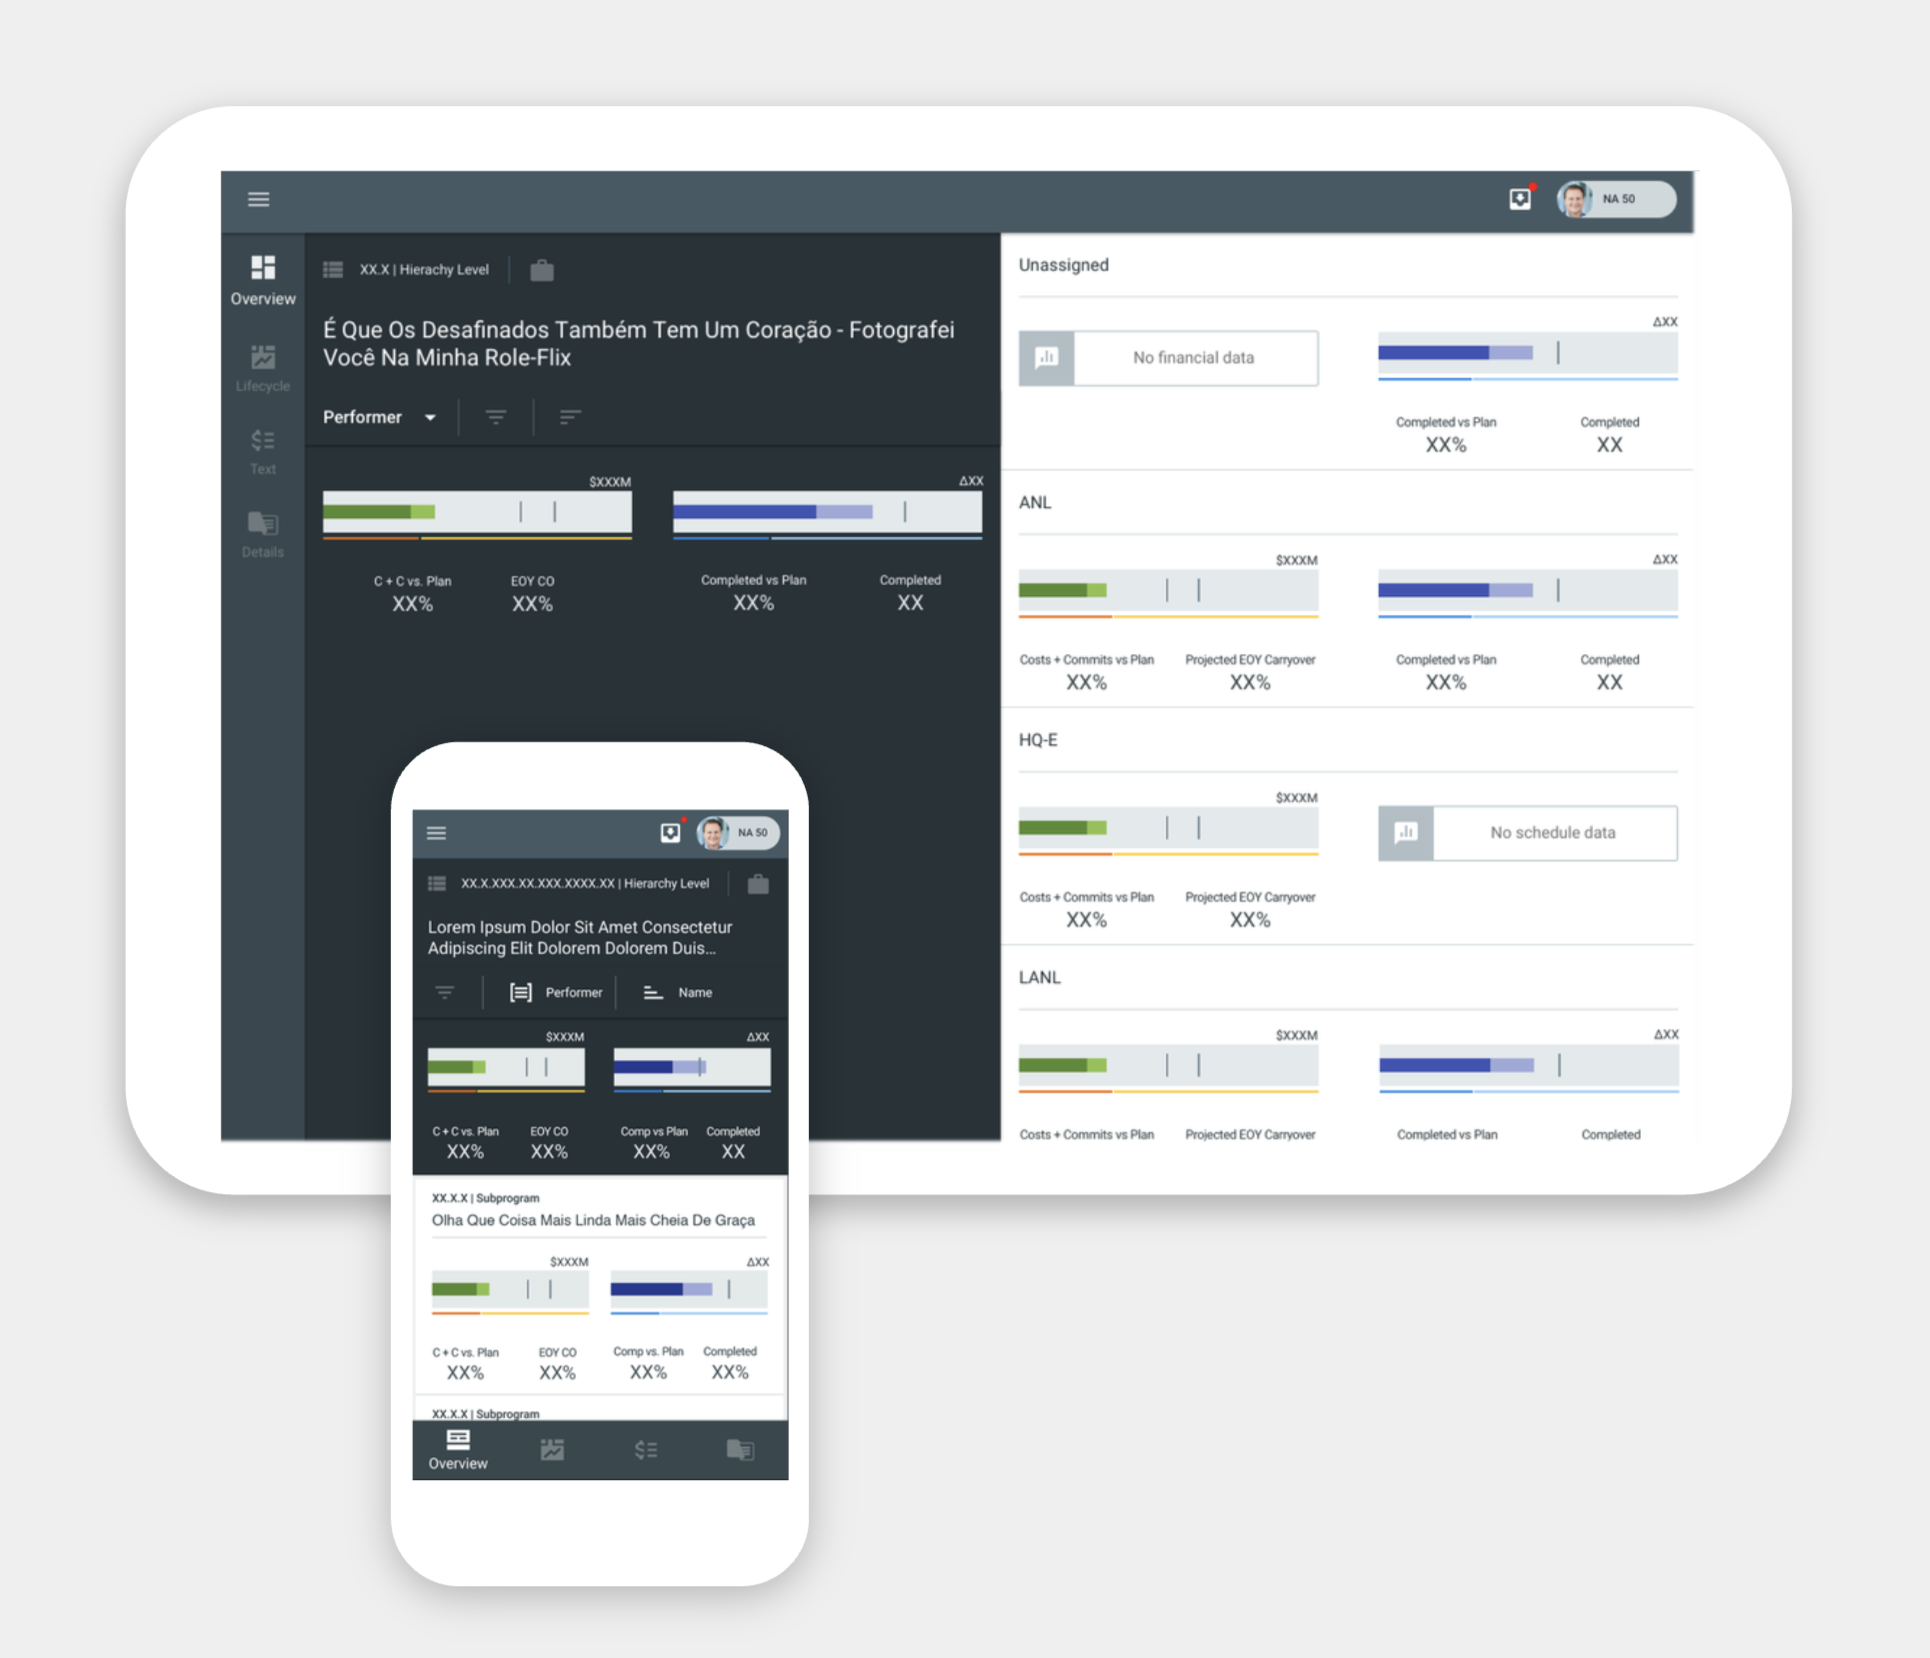 NA 50
Overview
Lifecycle
Text
Details
XX.X | Hierachy Level
É Que Os Desafinados Também Tem Um Coração - Fotografei
Você Na Minha Role-Flix
Performer
$XXXM
ΔXX
C + C vs. Plan
EOY CO
Completed vs Plan
Completed
XX%
XX%
XX%
XX
Unassigned
No financial data
ΔXX
Completed vs Plan
Completed
XX%
XX
ANL
$XXXM
ΔXX
Costs + Commits vs Plan
Projected EOY Carryover
Completed vs Plan
Completed
XX%
XX%
XX%
XX
HQ-E
$XXXM
No schedule data
Costs + Commits vs Plan
Projected EOY Carryover
XX%
XX%
LANL
$XXXM
ΔXX
Costs + Commits vs Plan
Projected EOY Carryover
Completed vs Plan
Completed
NA 50
XX.X.XXX.XX.XXX.XXXX.XX | Hierarchy Level
Lorem Ipsum Dolor Sit Amet Consectetur
Adipiscing Elit Dolorem Dolorem Duis...
Performer
Name
$XXXM
ΔXX
C + C vs. Plan
EOY CO
Comp vs Plan
Completed
XX%
XX%
XX%
XX
XX.X.X | Subprogram
Olha Que Coisa Mais Linda Mais Cheia De Graça
$XXXM
ΔXX
C + C vs. Plan
EOY CO
Comp vs. Plan
Completed
XX%
XX%
XX%
XX%
XX.X.X | Subprogram
Overview